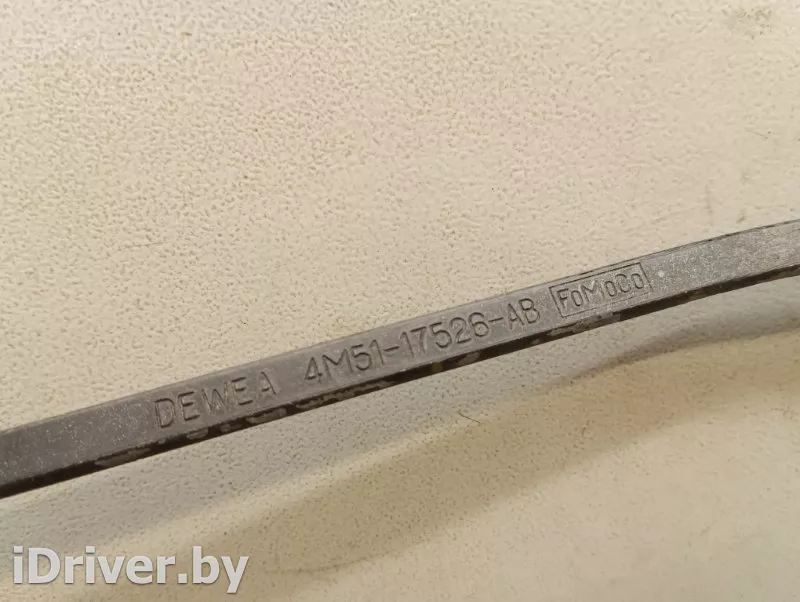 DEWEA 4M51-17526-AB FoMoCo
iDriver.by